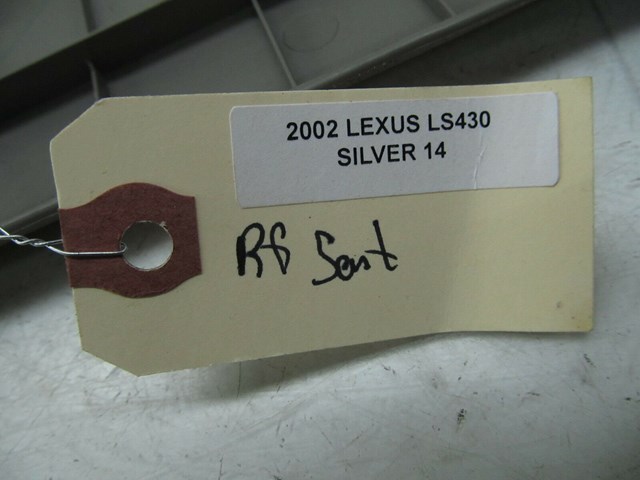 2002 LEXUS LS430
SILVER 14
Rf Seat